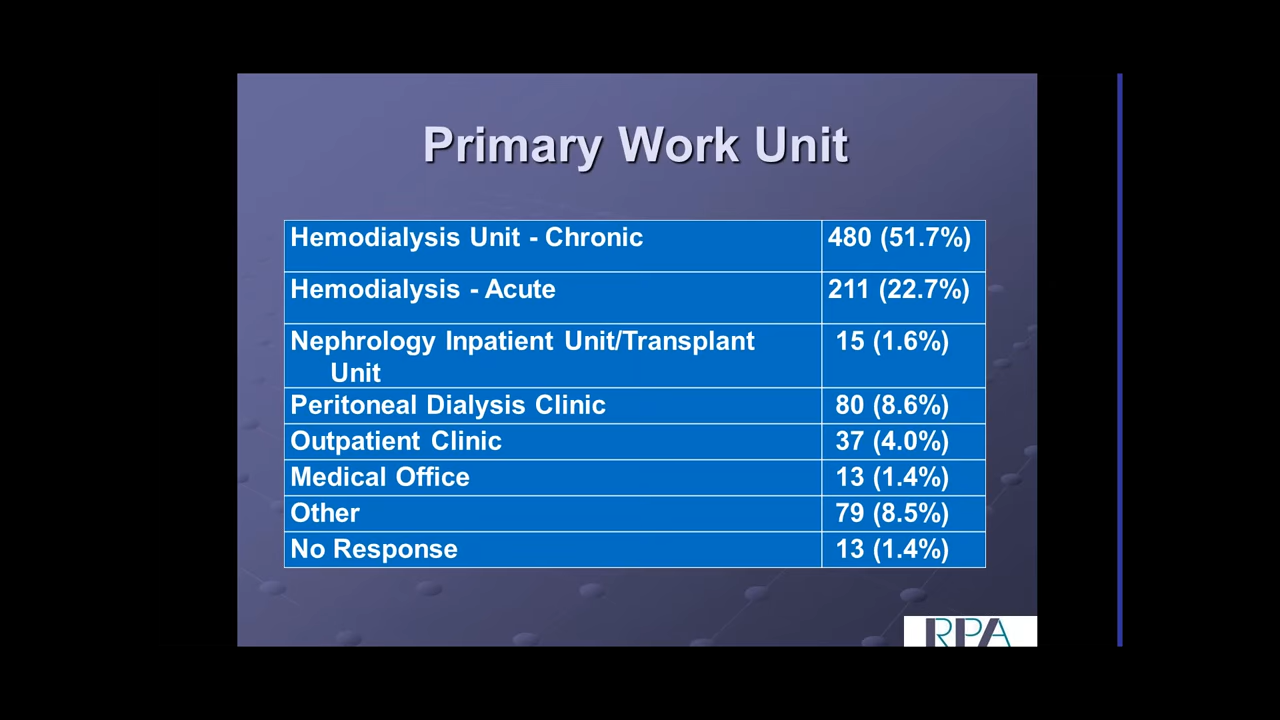 Primary Work Unit
Hemodialysis Unit - Chronic 480 (51.7%)
Hemodialysis - Acute 211 (22.7%)
Nephrology Inpatient Unit/Transplant 15 (1.6%)
Unit
Peritoneal Dialysis Clinic 80 (8.6%)
Outpatient Clinic 37 (4.0%)
Medical Office 13 (1.4%)
Other 79 (8.5%)
No Response 13 (1.4%)
RPA